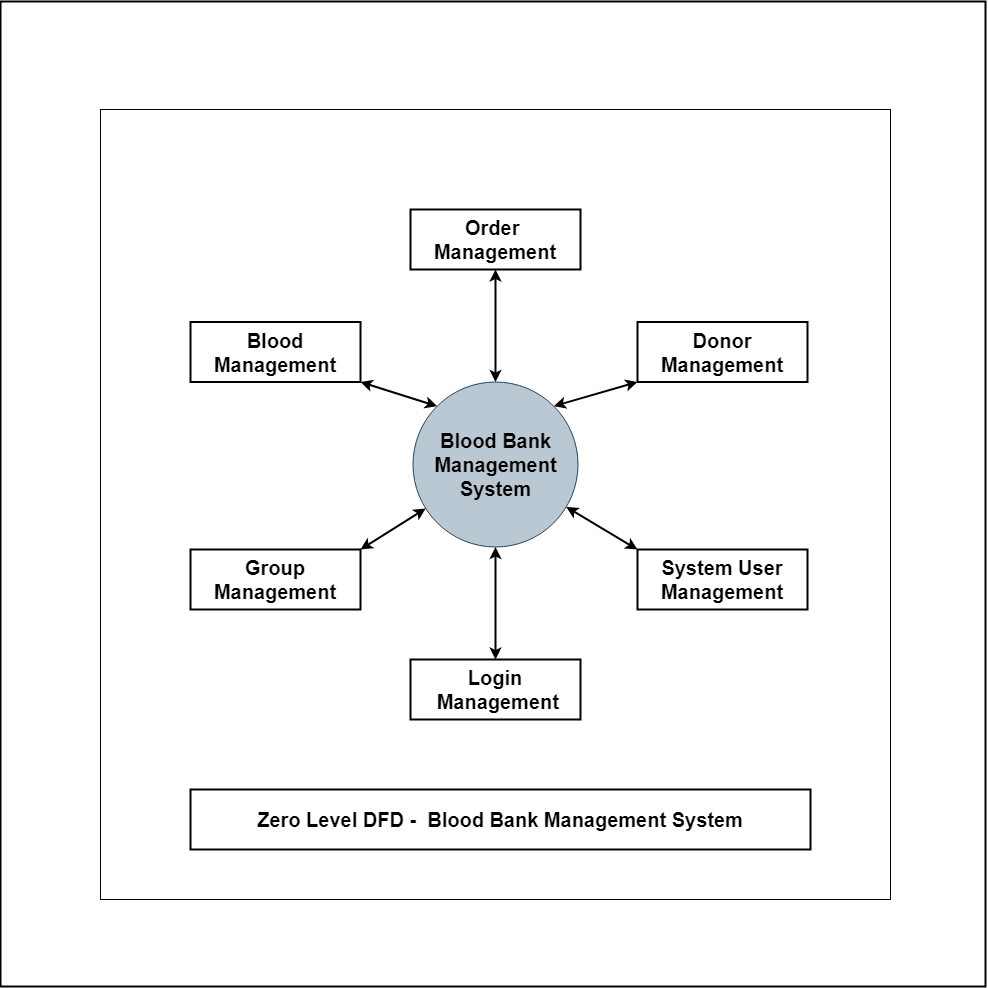 Order
Management
Blood
Management
Donor
Management
Blood Bank
Management
System
Group
Management
System User
Management
Login
Management
Zero Level DFD -  Blood Bank Management System